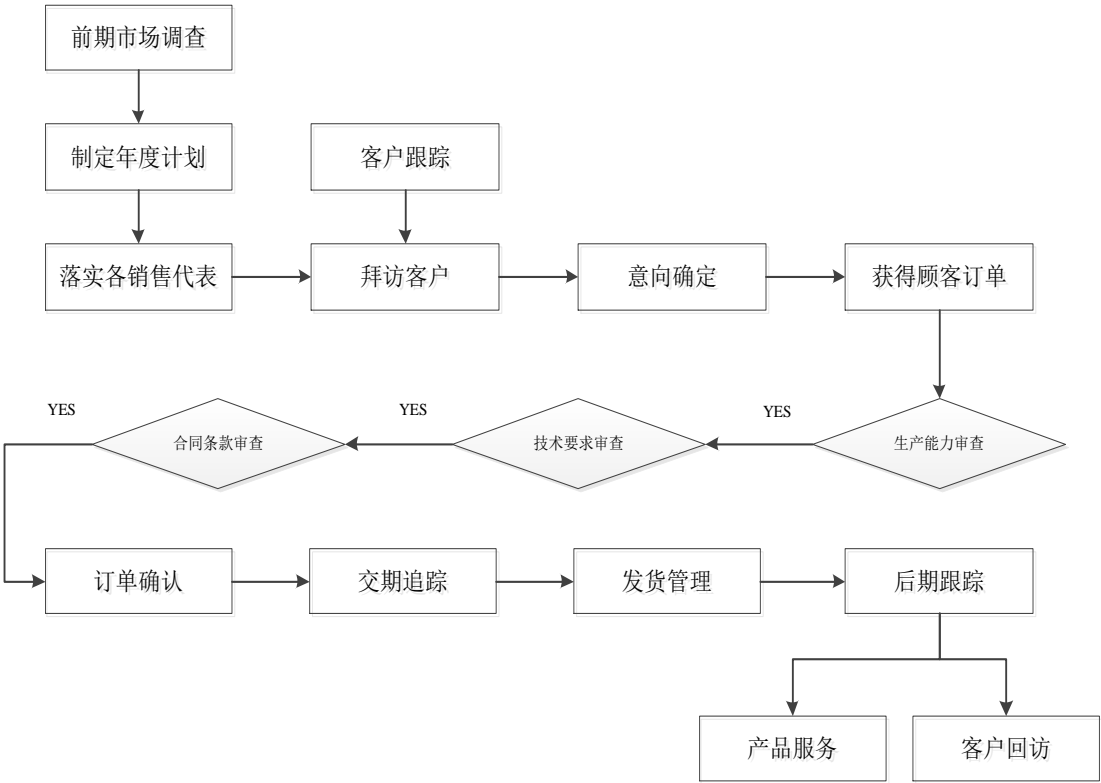 前期市场调查
制定年度计划
客户跟踪
落实各销售代表
拜访客户
意向确定
获得顾客订单
YES
YES
YES
合同条款审查
技术要求审查
生产能力审查
订单确认
交期追踪
发货管理
后期跟踪
产品服务
客户回访